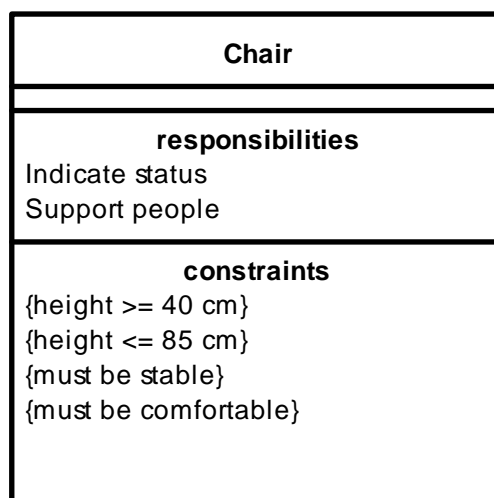 Chair
responsibilities
Indicate status
Support people
constraints
{height >= 40 cm}
{height <= 85 cm}
{must be stable}
{must be comfortable}